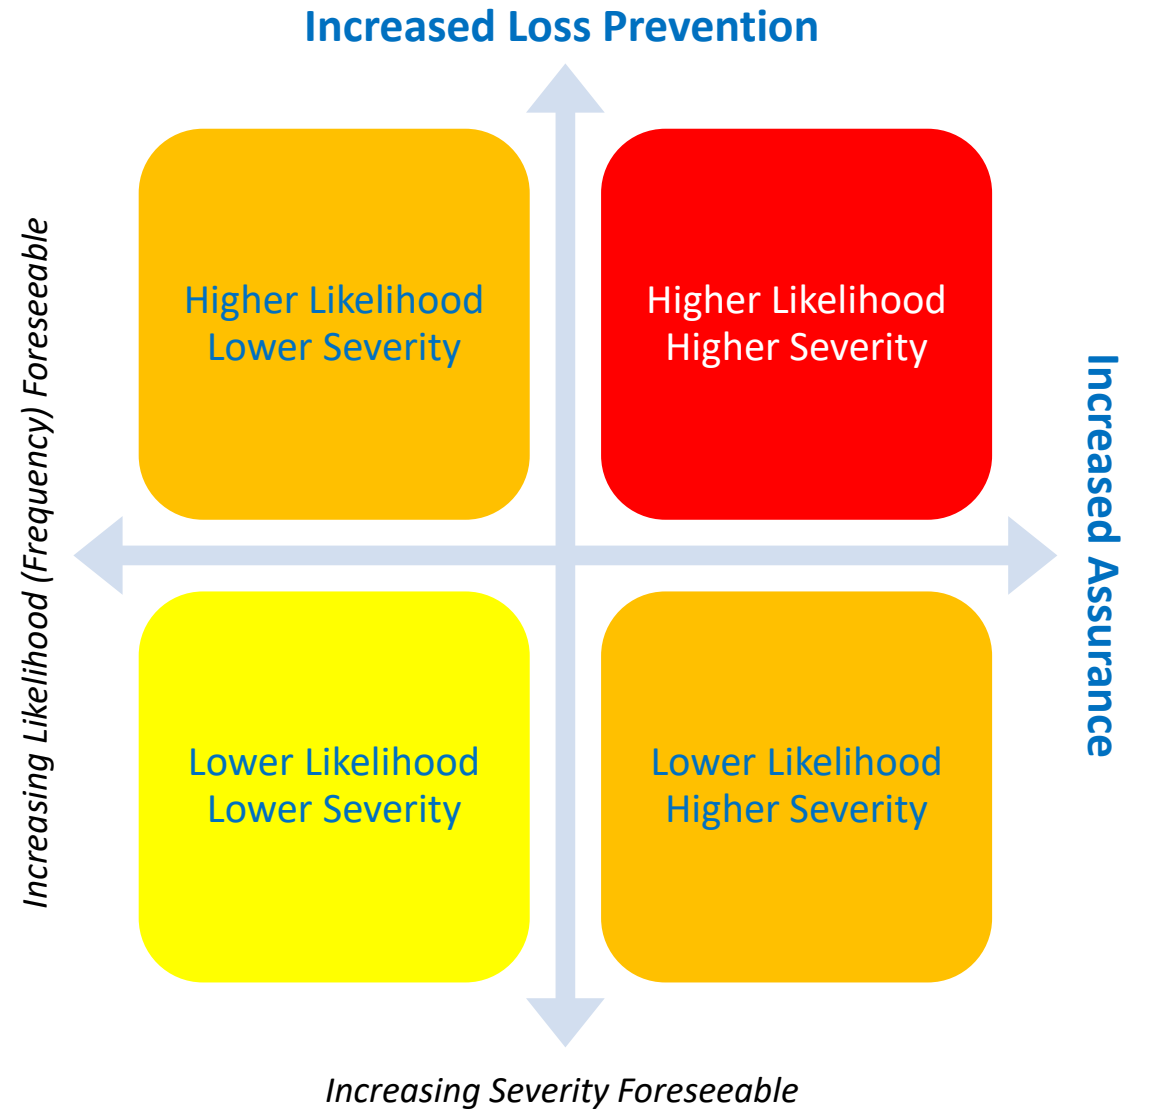 Increased Loss Prevention
Increasing Likelihood (Frequency) Foreseeable
Higher Likelihood
Lower Severity
Higher Likelihood
Higher Severity
Increased Assurance
Lower Likelihood
Lower Severity
Lower Likelihood
Higher Severity
Increasing Severity Foreseeable